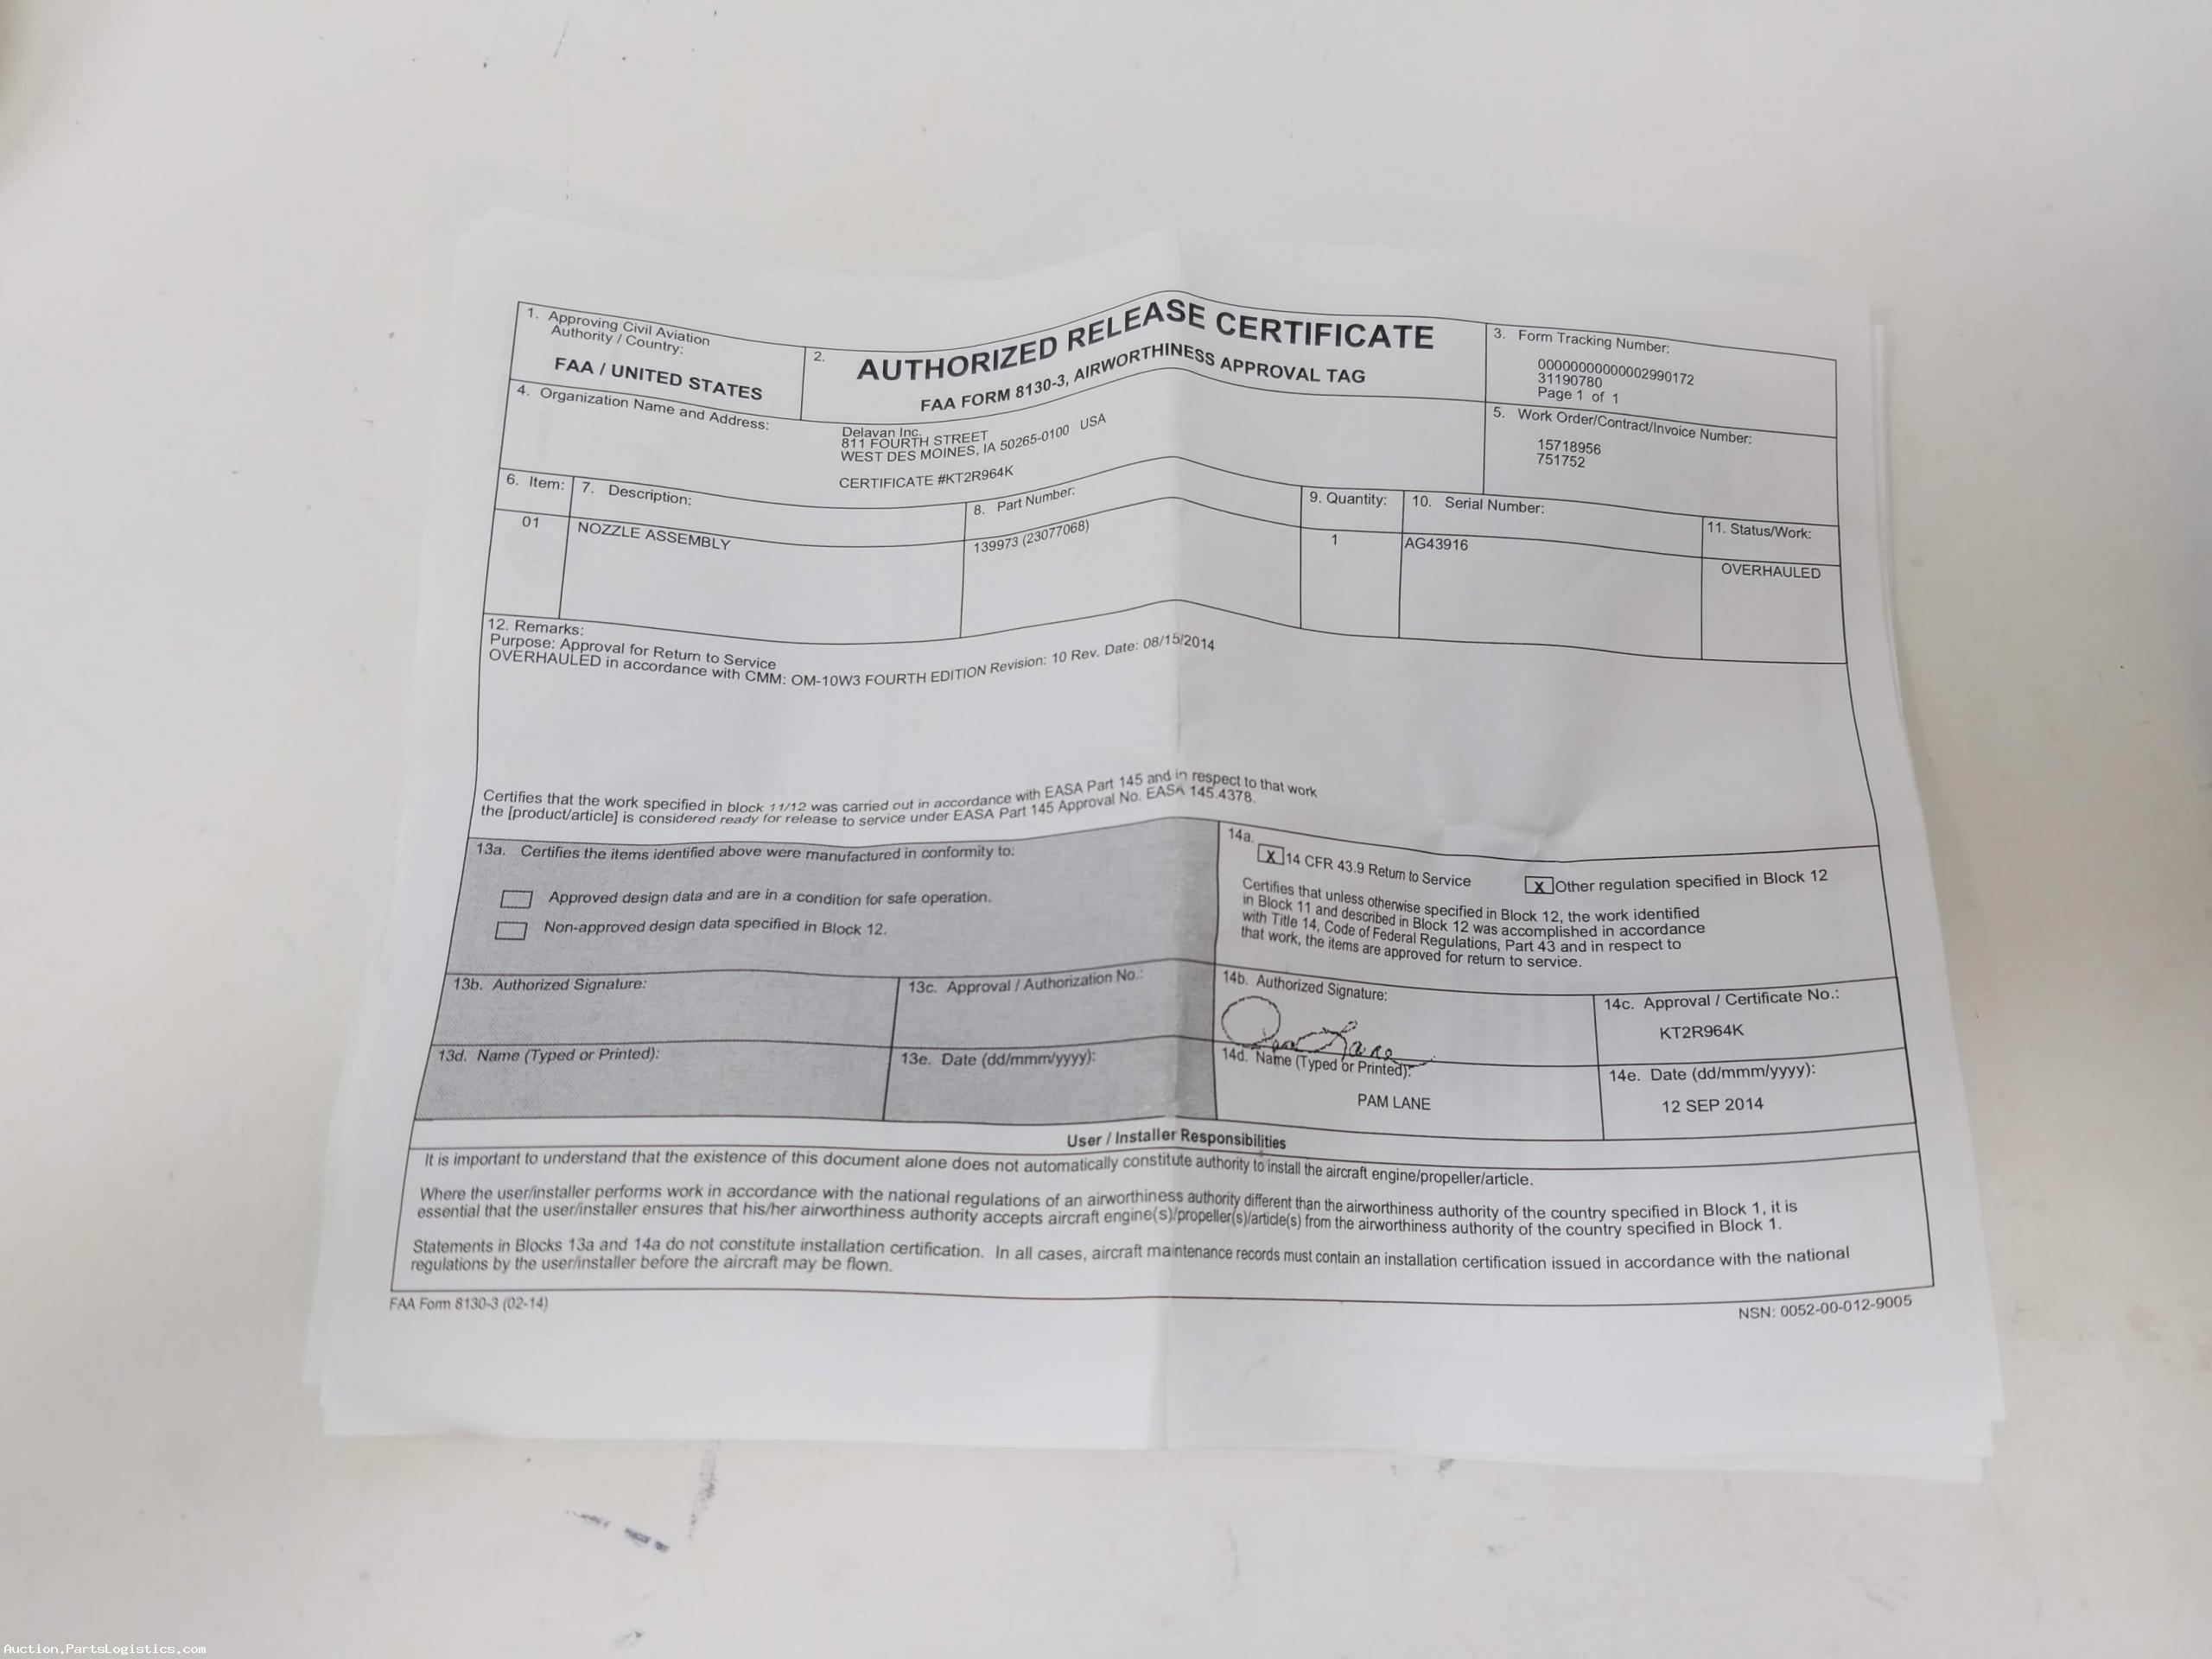 1. Approving Civil Aviation
Authority / Country:
FAA / UNITED STATES
2.
AUTHORIZED RELEASE CERTIFICATE
FAA FORM 8130-3, AIRWORTHINESS APPROVAL TAG
3. Form Tracking Number:
00000000000002990172
31190780
Page 1 of 1
4. Organization Name and Address:
Delavan Inc.
811 FOURTH STREET
WEST DES MOINES, IA 50265-0100 USA
CERTIFICATE #KT2R964K
5. Work Order/Contract/Invoice Number:
15718956
751752
6. Item:
7. Description:
8. Part Number:
9. Quantity:
10. Serial Number:
11. Status/Work:
01
NOZZLE ASSEMBLY
139973 (23077068)
1
AG43916
OVERHAULED
12. Remarks:
Purpose: Approval for Return to Service
OVERHAULED in accordance with CMM: OM-10W3 FOURTH EDITION Revision: 10 Rev. Date: 08/15/2014
Certifies that the work specified in block 11/12 was carried out in accordance with EASA Part 145 and in respect to that work
the [product/article] is considered ready for release to service under EASA Part 145 Approval No. EASA 145.4378.
13a. Certifies the items identified above were manufactured in conformity to:
Approved design data and are in a condition for safe operation.
Non-approved design data specified in Block 12.
14a.
X 14 CFR 43.9 Return to Service
X Other regulation specified in Block 12
Certifies that unless otherwise specified in Block 12, the work identified
in Block 11 and described in Block 12 was accomplished in accordance
with Title 14, Code of Federal Regulations, Part 43 and in respect to
that work, the items are approved for return to service.
13b. Authorized Signature:
13c. Approval / Authorization No.:
14b. Authorized Signature:
Pam Lane
14c. Approval / Certificate No.:
KT2R964K
13d. Name (Typed or Printed):
13e. Date (dd/mmm/yyyy):
14d. Name (Typed or Printed):
PAM LANE
14e. Date (dd/mmm/yyyy):
12 SEP 2014
User / Installer Responsibilities
It is important to understand that the existence of this document alone does not automatically constitute authority to install the aircraft engine/propeller/article.
Where the user/installer performs work in accordance with the national regulations of an airworthiness authority different than the airworthiness authority of the country specified in Block 1, it is
essential that the user/installer ensures that his/her airworthiness authority accepts aircraft engine(s)/propeller(s)/article(s) from the airworthiness authority of the country specified in Block 1.
Statements in Blocks 13a and 14a do not constitute installation certification. In all cases, aircraft maintenance records must contain an installation certification issued in accordance with the national
regulations by the user/installer before the aircraft may be flown.
FAA Form 8130-3 (02-14)
NSN: 0052-00-012-9005
Auction.PartsLogistics.com